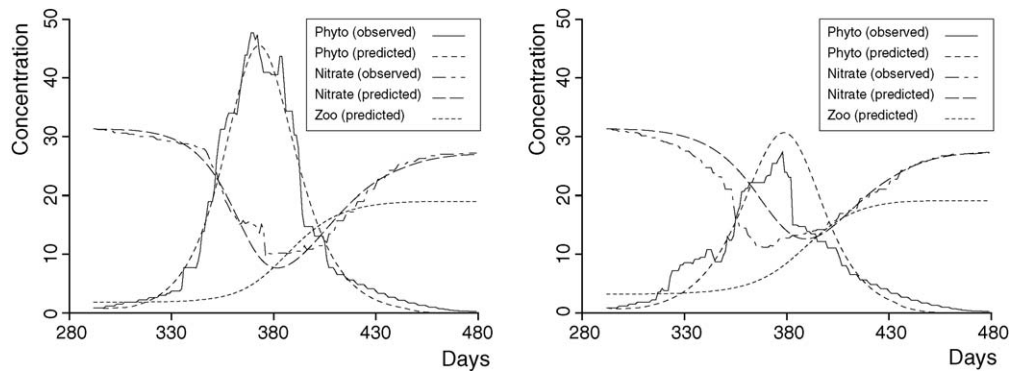 Concentration
50
40
30
20
10
0
280
330
380
430
480
Days
Phyto (observed)
Phyto (predicted)
Nitrate (observed)
Nitrate (predicted)
Zoo (predicted)
Concentration
50
40
30
20
10
0
280
330
380
430
480
Days
Phyto (observed)
Phyto (predicted)
Nitrate (observed)
Nitrate (predicted)
Zoo (predicted)